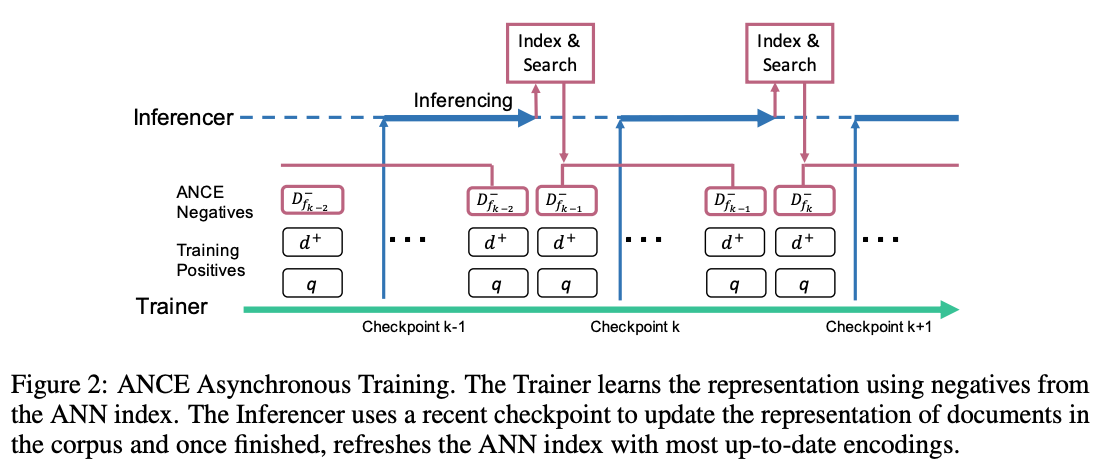 Index & Search
Index & Search
Inferencing
Inferencer
ANCE Negatives
D⁻_{f_{k-2}} D⁻_{f_{k-2}} D⁻_{f_{k-1}} D⁻_{f_{k-1}} D⁻_{f_k}
Training Positives
d⁺ ... d⁺ d⁺ ... d⁺ d⁺ ...
q q q q q
Trainer
Checkpoint k-1 Checkpoint k Checkpoint k+1
Figure 2: ANCE Asynchronous Training. The Trainer learns the representation using negatives from
the ANN index. The Inferencer uses a recent checkpoint to update the representation of documents in
the corpus and once finished, refreshes the ANN index with most up-to-date encodings.